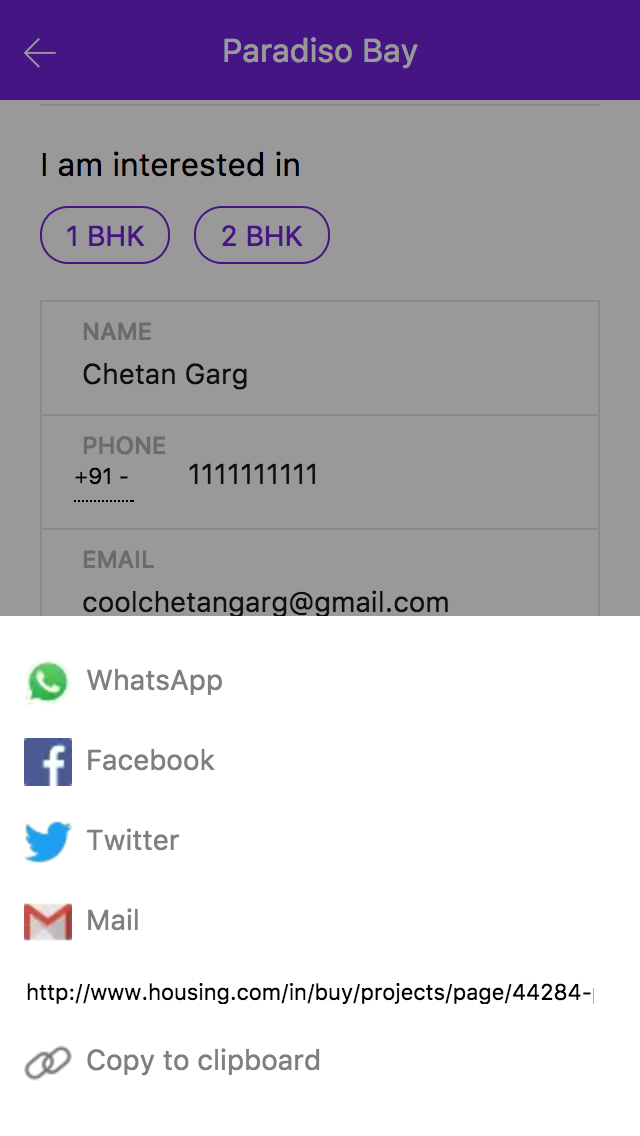 Paradiso Bay
I am interested in
1 BHK 2 BHK
NAME
Chetan Garg
PHONE
+91 - 1111111111
EMAIL
coolchetangarg@gmail.com
WhatsApp
Facebook
Twitter
Mail
http://www.housing.com/in/buy/projects/page/44284-
Copy to clipboard